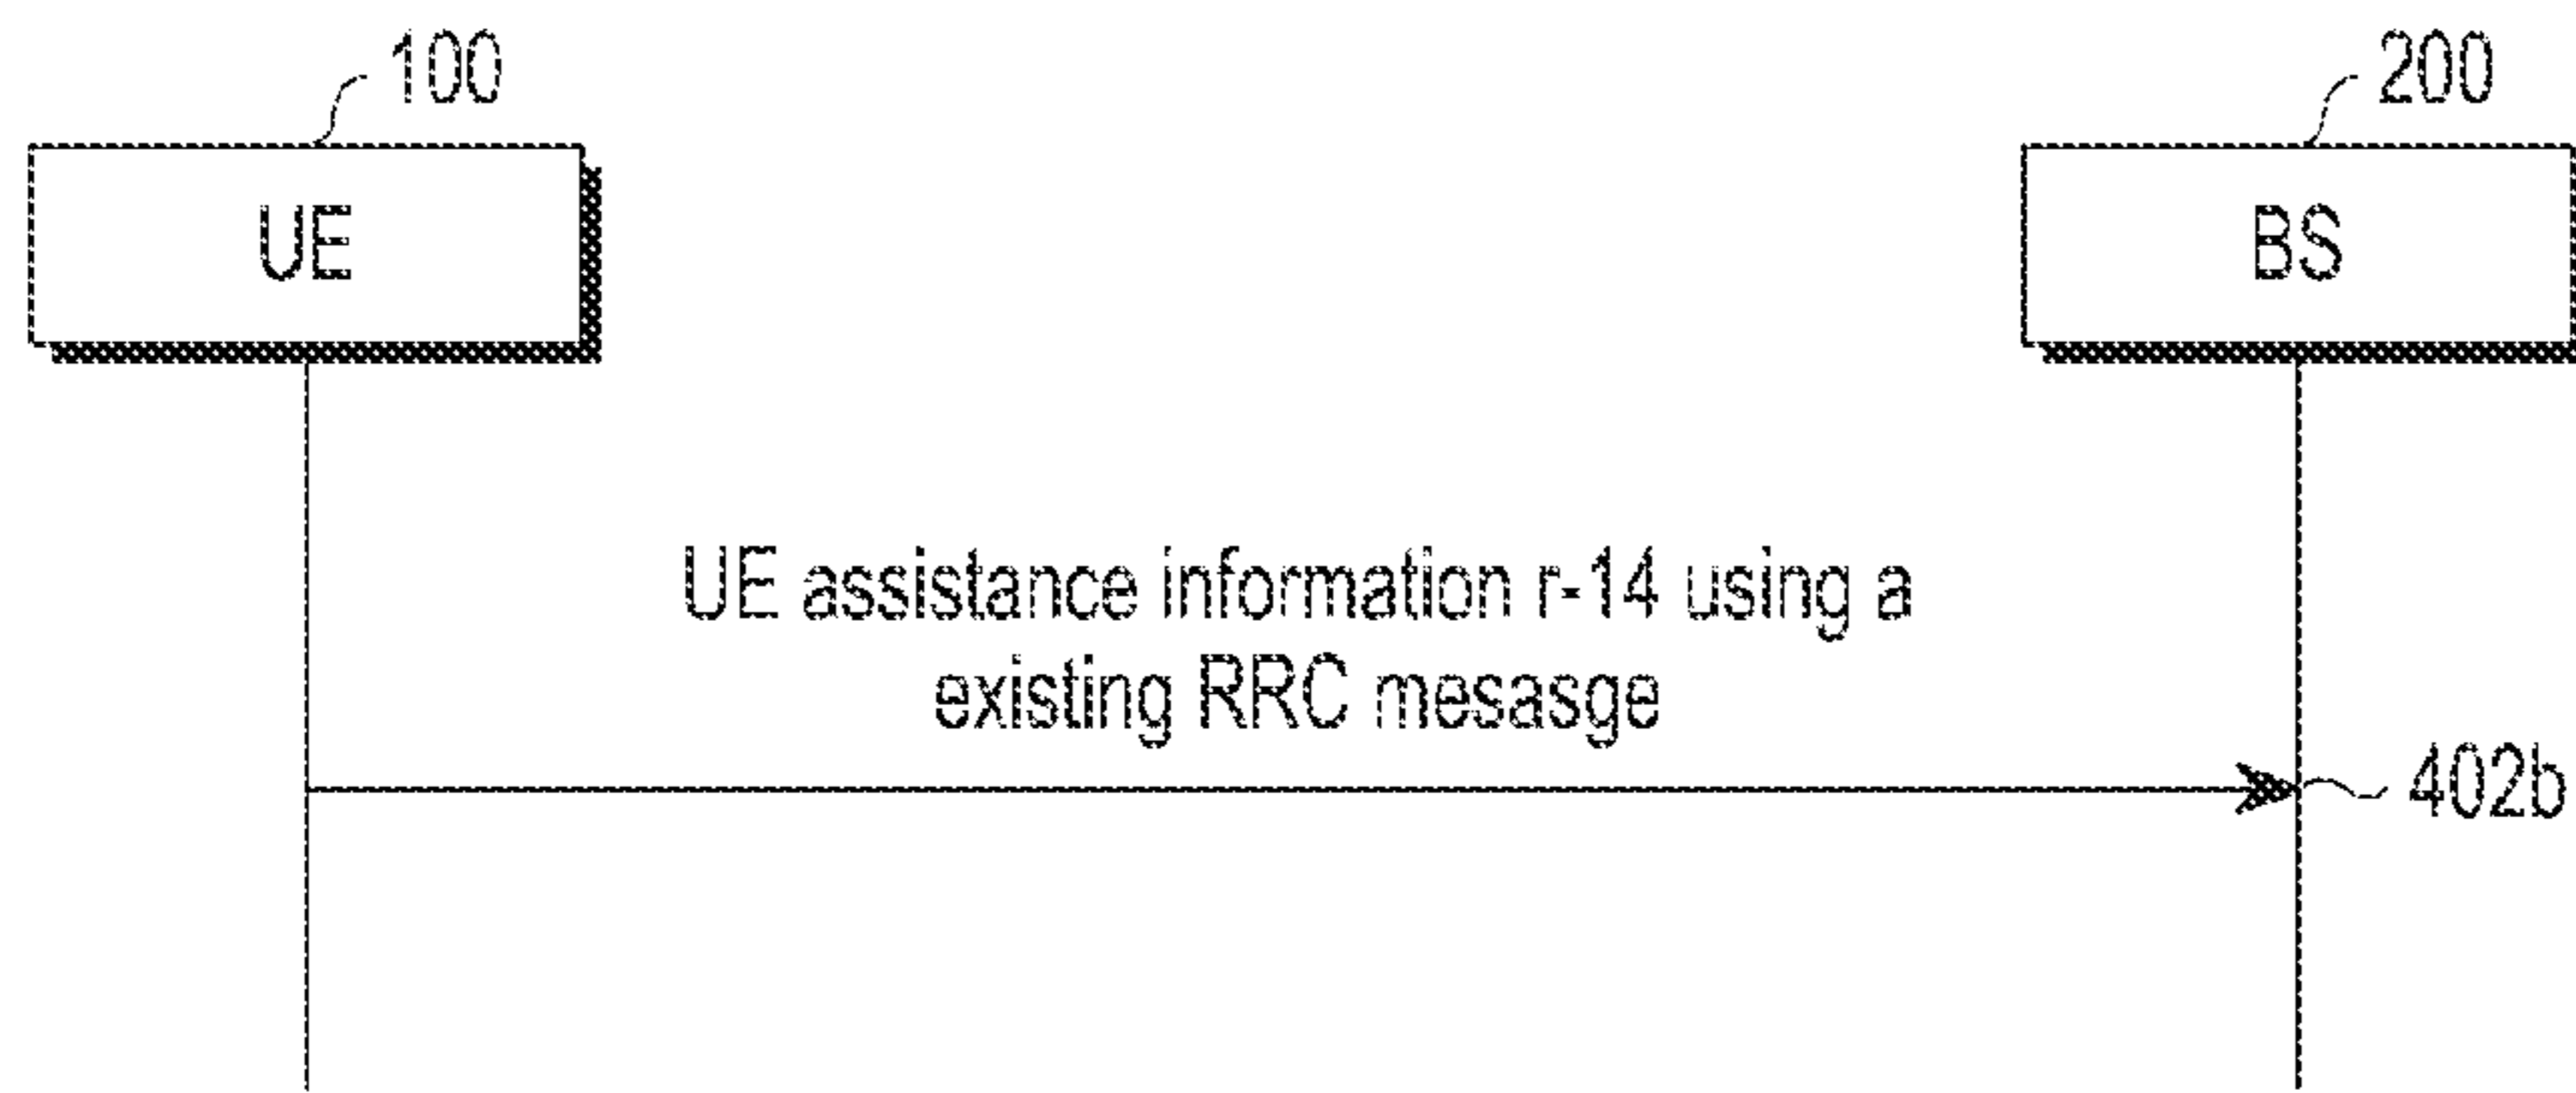 100
200
UE
BS
UE assistance information r-14 using a
existing RRC mesasge
402b